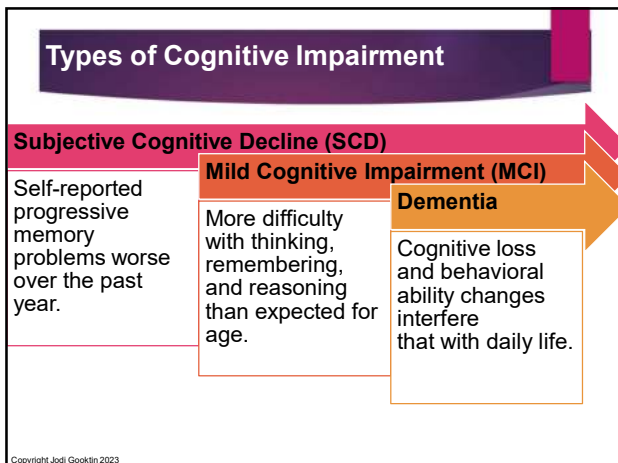 Types of Cognitive Impairment
Subjective Cognitive Decline (SCD)
Self-reported
progressive
memory
problems worse
over the past
year.
Mild Cognitive Impairment (MCI)
More difficulty
with thinking,
remembering,
and reasoning
than expected for
age.
Dementia
Cognitive loss
and behavioral
ability changes
interfere
that with daily life.
Copyright Jodi Gooktin 2023